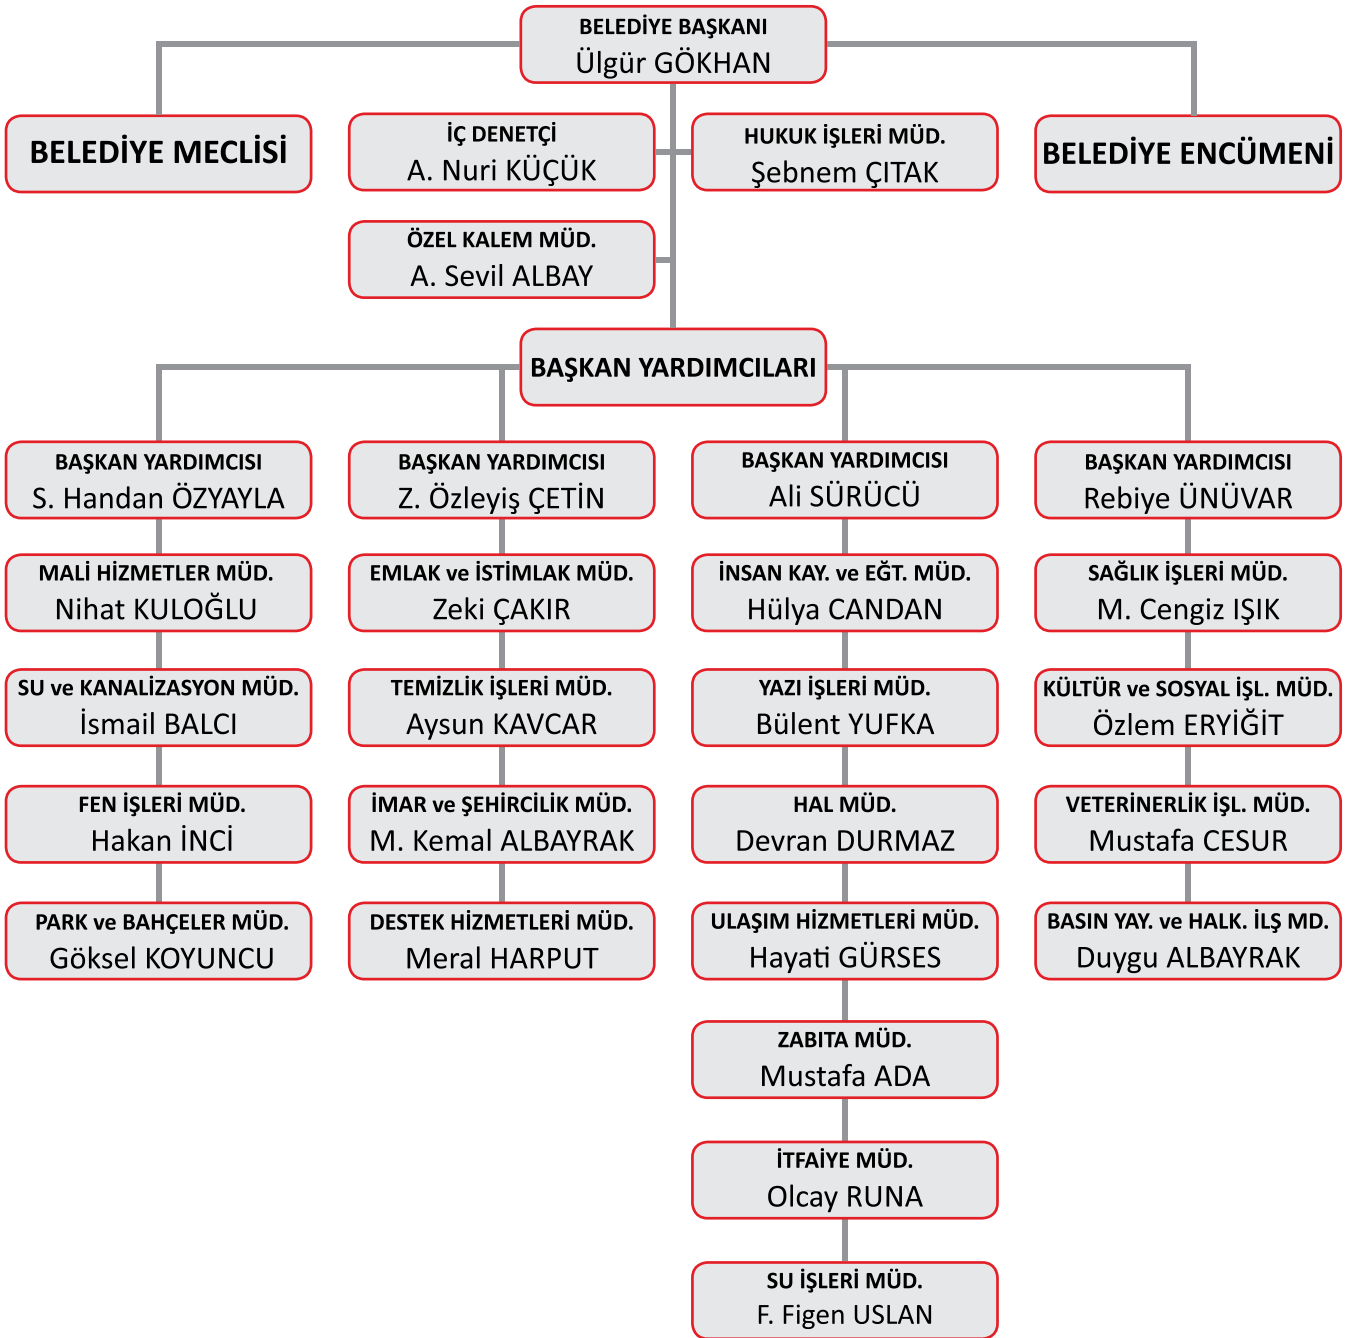 BELEDİYE BAŞKANI
Ülgür GÖKHAN
BELEDİYE MECLİSİ
İÇ DENETÇİ
A. Nuri KÜÇÜK
HUKUK İŞLERİ MÜD.
Şebnem ÇITAK
BELEDİYE ENCÜMENİ
ÖZEL KALEM MÜD.
A. Sevil ALBAY
BAŞKAN YARDIMCILARI
BAŞKAN YARDIMCISI
S. Handan ÖZYAYLA
MALİ HİZMETLER MÜD.
Nihat KULOĞLU
SU ve KANALİZASYON MÜD.
İsmail BALCI
FEN İŞLERİ MÜD.
Hakan İNCİ
PARK ve BAHÇELER MÜD.
Göksel KOYUNCU
BAŞKAN YARDIMCISI
Z. Özleyiş ÇETİN
EMLAK ve İSTİMLAK MÜD.
Zeki ÇAKIR
TEMİZLİK İŞLERİ MÜD.
Aysun KAVCAR
İMAR ve ŞEHİRCİLİK MÜD.
M. Kemal ALBAYRAK
DESTEK HİZMETLERİ MÜD.
Meral HARPUT
BAŞKAN YARDIMCISI
Ali SÜRÜCÜ
İNSAN KAY. ve EĞT. MÜD.
Hülya CANDAN
YAZI İŞLERİ MÜD.
Bülent YUFKA
HAL MÜD.
Devran DURMAZ
ULAŞIM HİZMETLERİ MÜD.
Hayati GÜRSES
ZABITA MÜD.
Mustafa ADA
İTFAİYE MÜD.
Olcay RUNA
SU İŞLERİ MÜD.
F. Figen USLAN
BAŞKAN YARDIMCISI
Rebiye ÜNÜVAR
SAĞLIK İŞLERİ MÜD.
M. Cengiz IŞIK
KÜLTÜR ve SOSYAL İŞL. MÜD.
Özlem ERYİĞİT
VETERİNERLİK İŞL. MÜD.
Mustafa CESUR
BASIN YAY. ve HALK. İLŞ MD.
Duygu ALBAYRAK